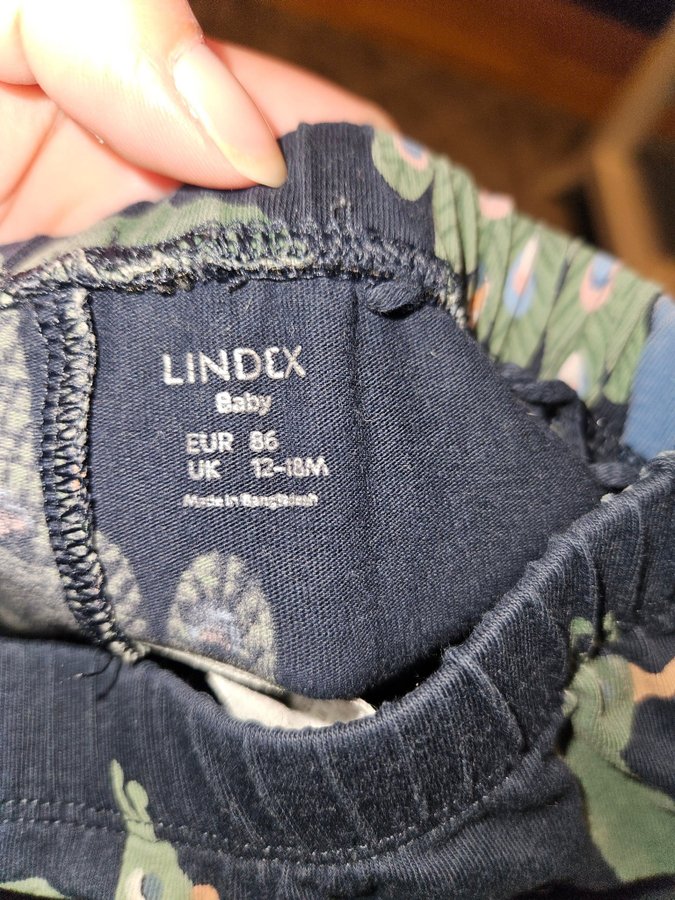 LINDEX
Baby
EUR 86
UK 12-18M
Made in Bangladesh